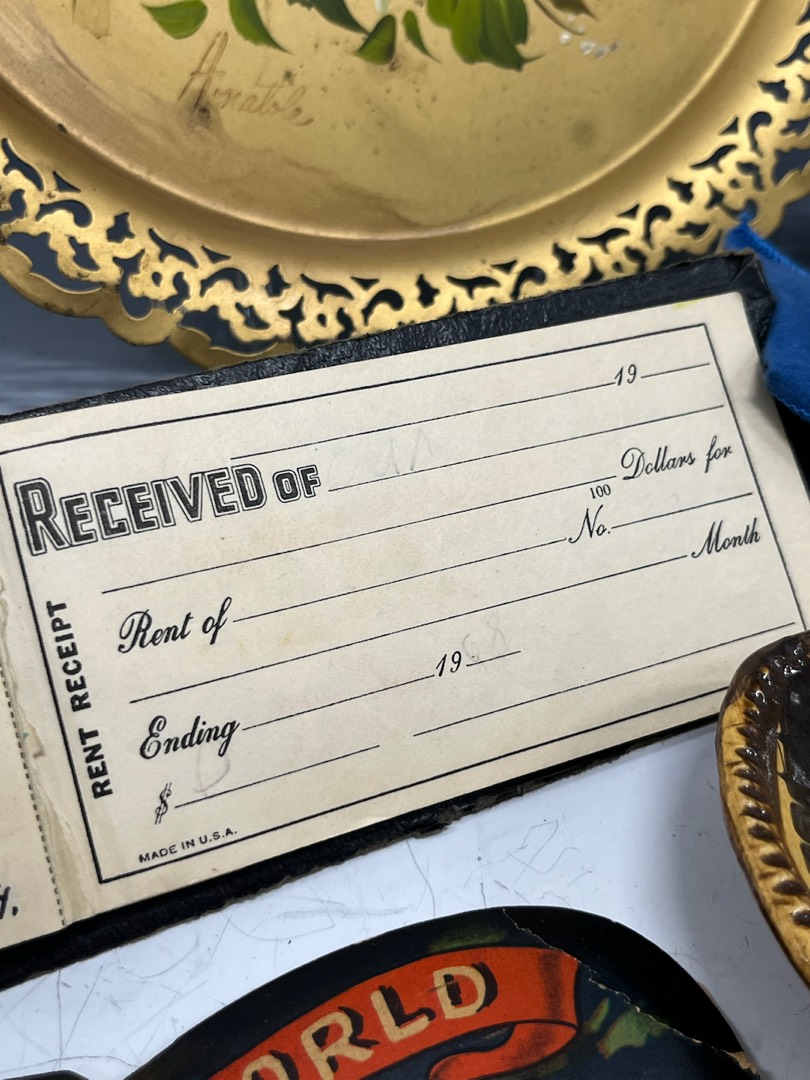 Anatole
19
RECEIVED OF
100 Dollars for
Rent of No.
Month
Ending 19
$
RENT RECEIPT
MADE IN U.S.A.
ORLD